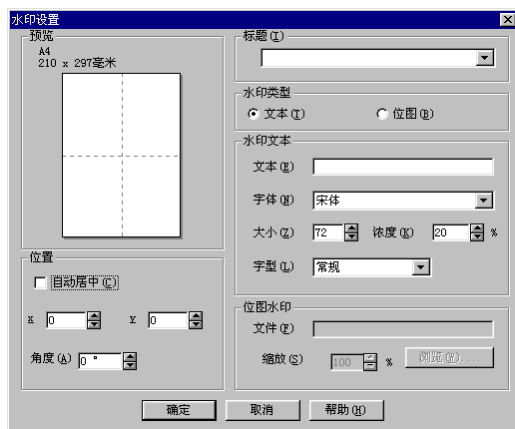 水印设置
预览
A4
210 x 297毫米
标题(I)
水印类型
文本(T)
位图(B)
水印文本
文本(E)
字体(N) 宋体
大小(Z) 72 浓度(K) 20 %
字型(L) 常规
位置
自动居中(C)
X 0 Y 0
角度(A) 0 °
位图水印
文件(F)
缩放(S) 100 % 浏览(W)...
确定 取消 帮助(H)